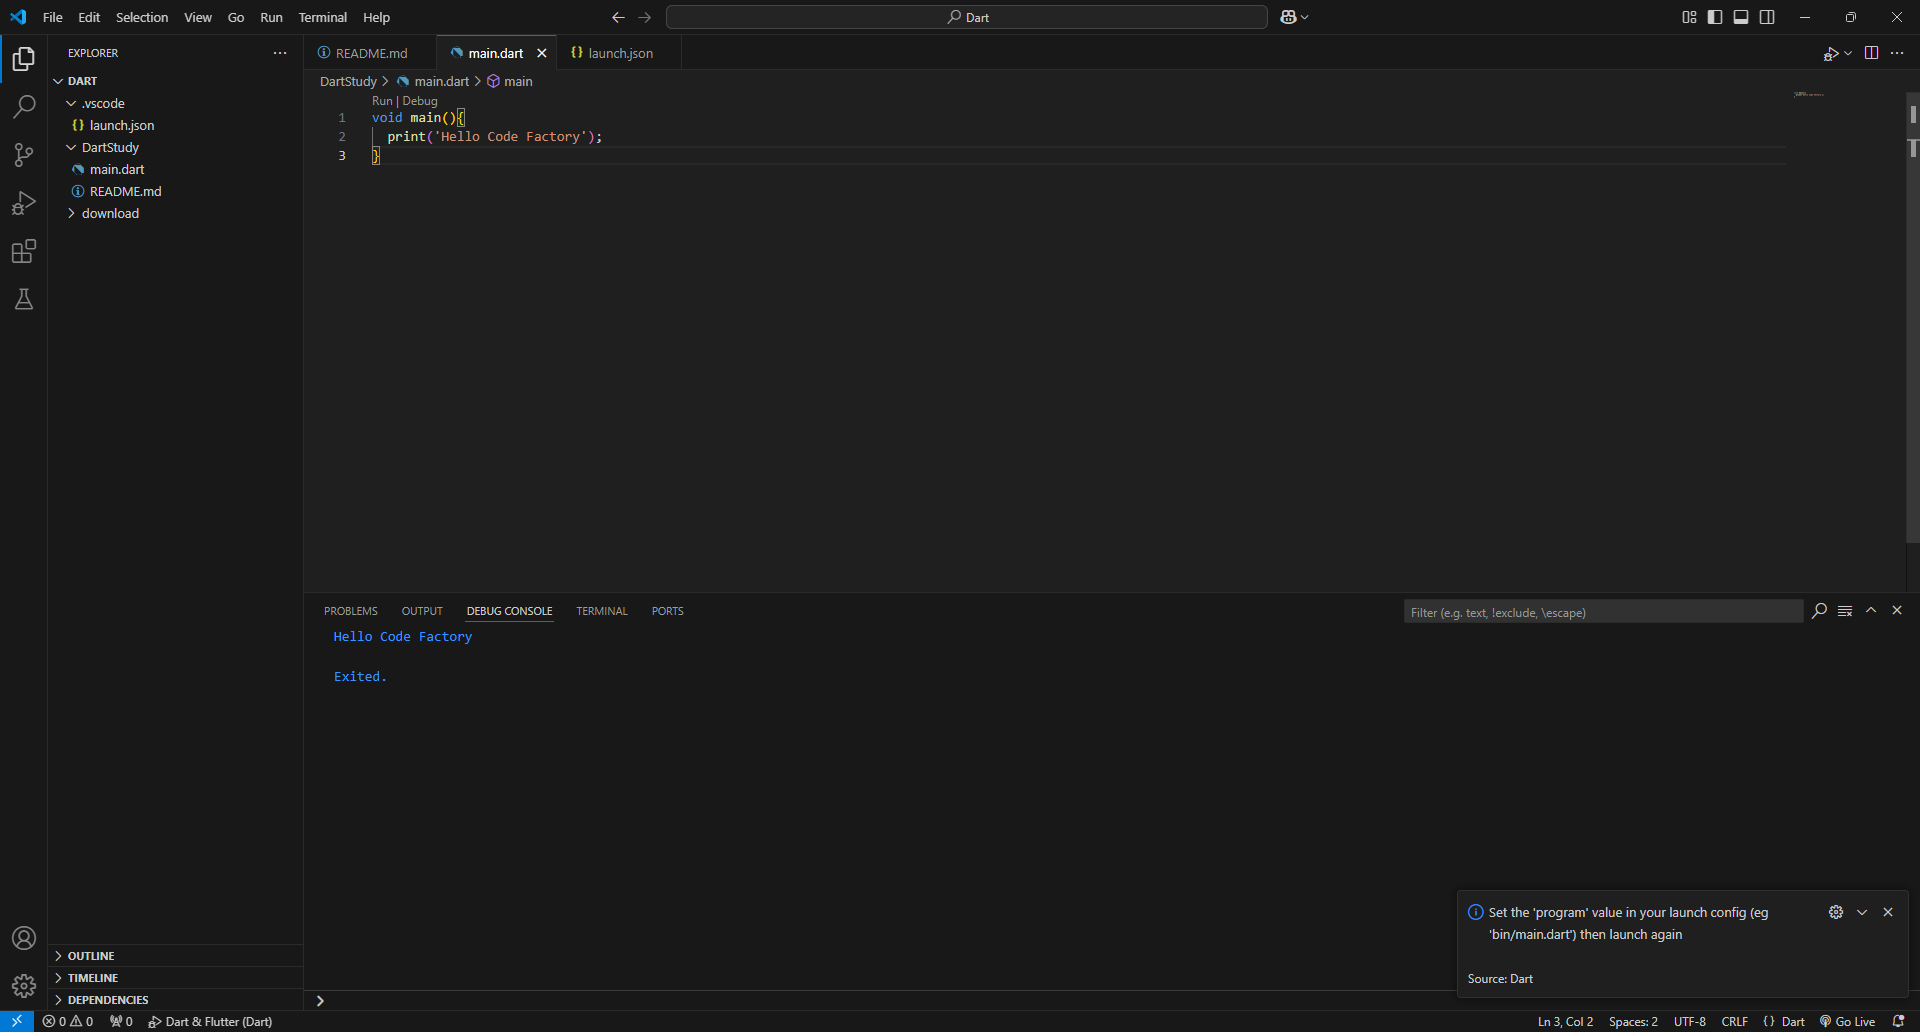 File Edit Selection View Go Run Terminal Help
Dart
EXPLORER
DART
.vscode
launch.json
DartStudy
main.dart
README.md
download
OUTLINE
TIMELINE
DEPENDENCIES
README.md main.dart launch.json
DartStudy main.dart main
Run | Debug
1 void main(){
2 print('Hello Code Factory');
3 }
PROBLEMS OUTPUT DEBUG CONSOLE TERMINAL PORTS
Filter (e.g. text, !exclude, \escape)
Hello Code Factory
Exited.
Set the 'program' value in your launch config (eg
'bin/main.dart') then launch again
Source: Dart
0 0 0 Dart & Flutter (Dart) Ln 3, Col 2 Spaces: 2 UTF-8 CRLF {} Dart Go Live